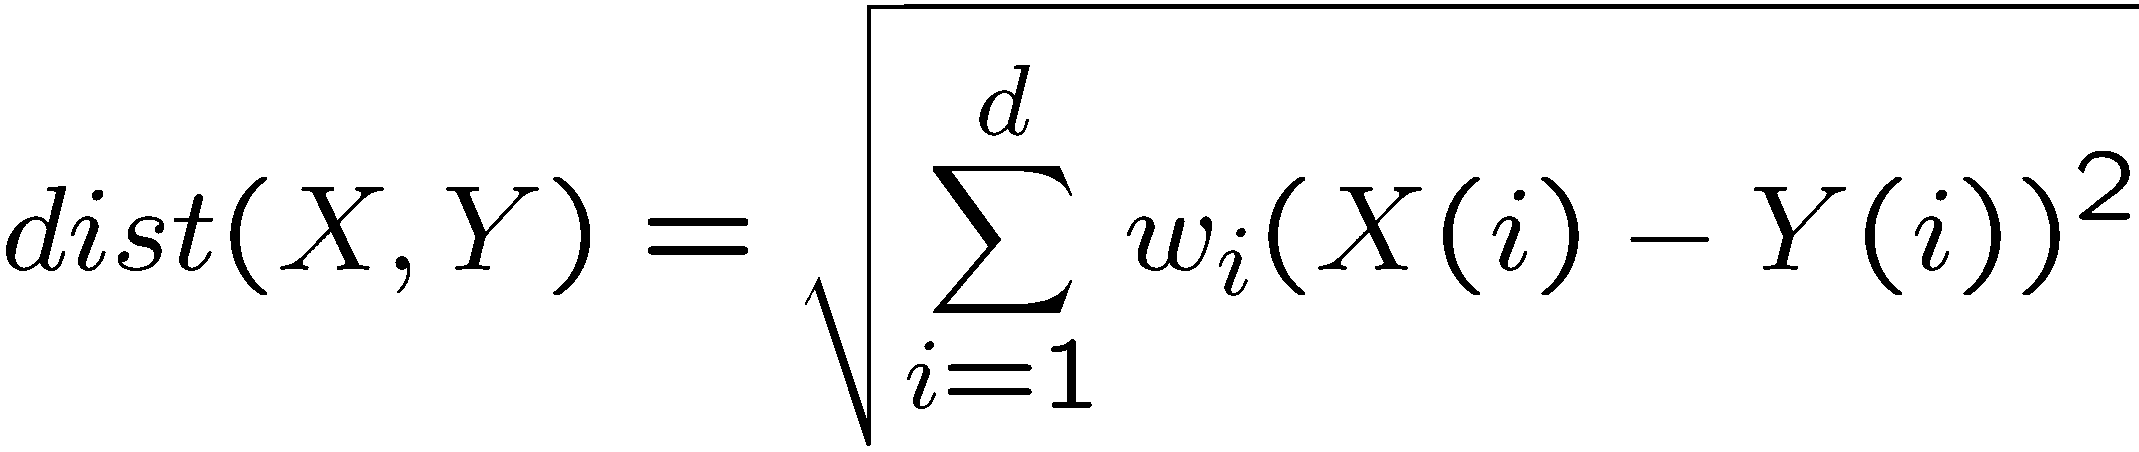 dist(X, Y) = √(∑_{i=1}^{d} w_i(X(i) − Y(i))²)